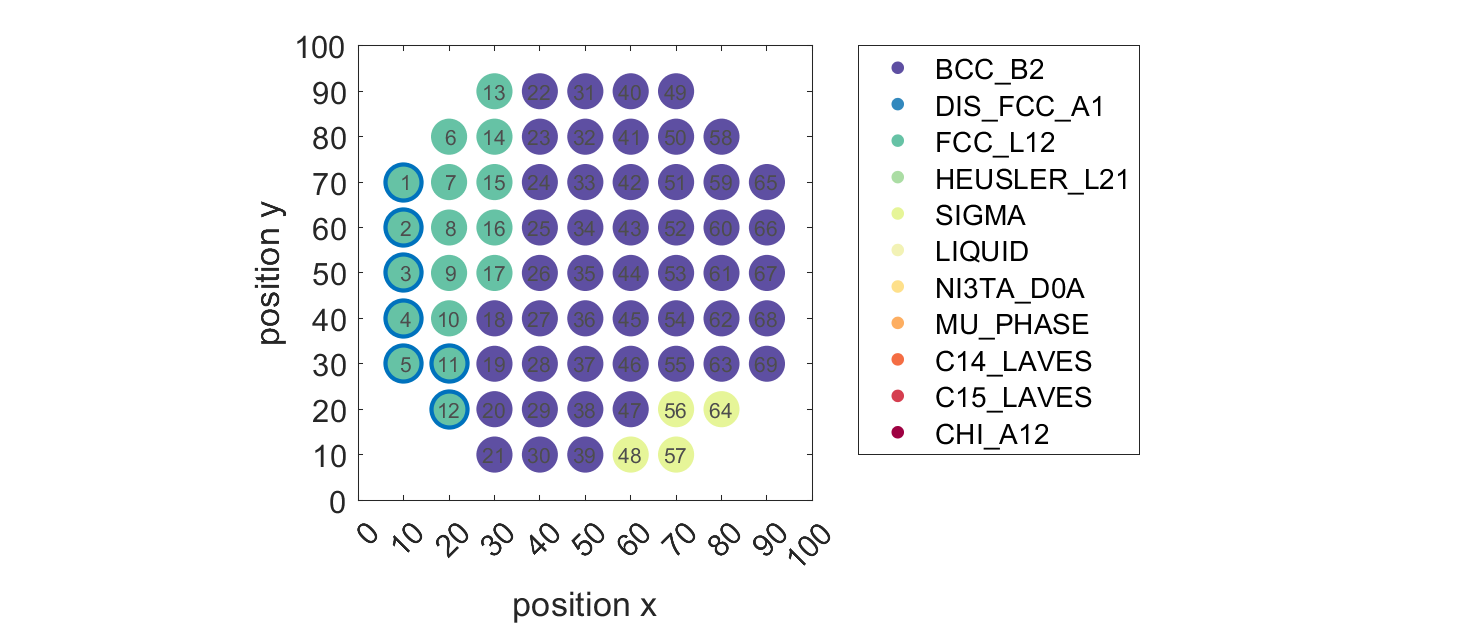 100
90 13 22 31 40 49
80 6 14 23 32 41 50 58
70 1 7 15 24 33 42 51 59 65
60 2 8 16 25 34 43 52 60 66
50 3 9 17 26 35 44 53 61 67
40 4 10 18 27 36 45 54 62 68
30 5 11 19 28 37 46 55 63 69
20 12 20 29 38 47 56 64
10 21 30 39 48 57
0
position y
0 10 20 30 40 50 60 70 80 90 100
position x
BCC_B2
DIS_FCC_A1
FCC_L12
HEUSLER_L21
SIGMA
LIQUID
NI3TA_D0A
MU_PHASE
C14_LAVES
C15_LAVES
CHI_A12